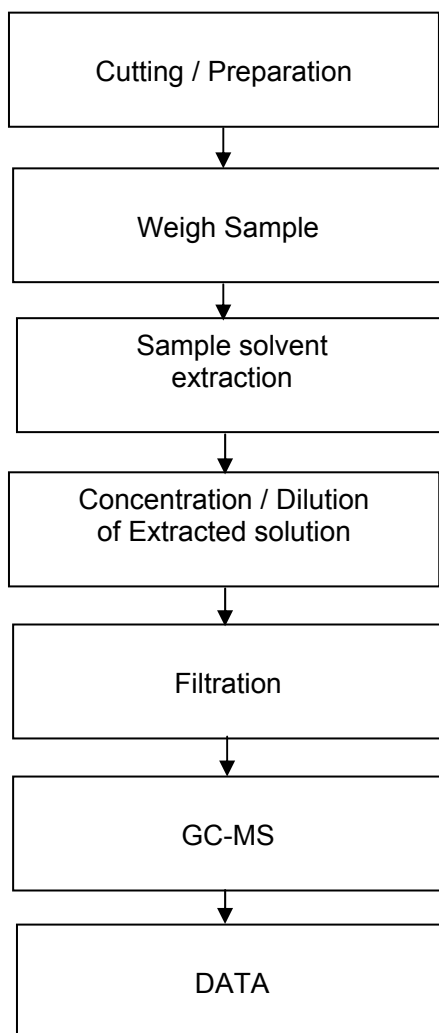 Cutting / Preparation
Weigh Sample
Sample solvent
extraction
Concentration / Dilution
of Extracted solution
Filtration
GC-MS
DATA